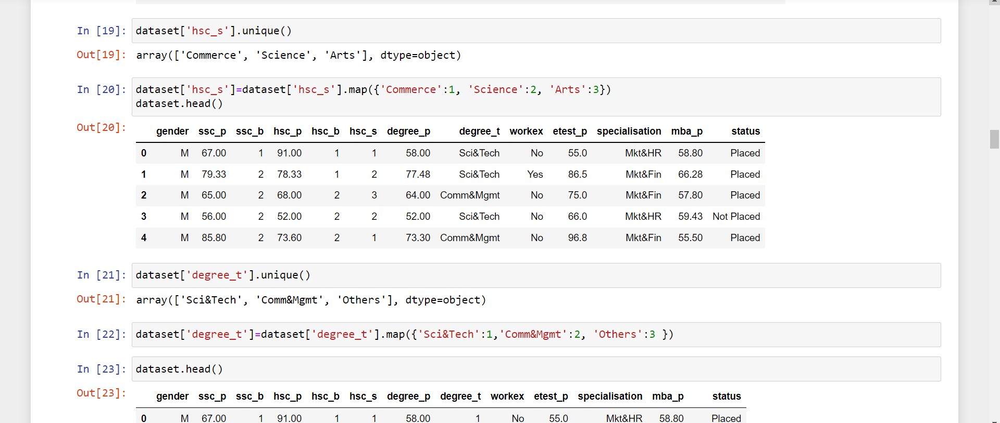 In [19]: dataset['hsc_s'].unique()
Out[19]: array(['Commerce', 'Science', 'Arts'], dtype=object)
In [20]: dataset['hsc_s']=dataset['hsc_s'].map({'Commerce':1, 'Science':2, 'Arts':3})
dataset.head()
Out[20]:
gender ssc_p ssc_b hsc_p hsc_b hsc_s degree_p degree_t workex etest_p specialisation mba_p status
0 M 67.00 1 91.00 1 1 58.00 Sci&Tech No 55.0 Mkt&HR 58.80 Placed
1 M 79.33 2 78.33 1 2 77.48 Sci&Tech Yes 86.5 Mkt&Fin 66.28 Placed
2 M 65.00 2 68.00 2 3 64.00 Comm&Mgmt No 75.0 Mkt&Fin 57.80 Placed
3 M 56.00 2 52.00 2 2 52.00 Sci&Tech No 66.0 Mkt&HR 59.43 Not Placed
4 M 85.80 2 73.60 2 1 73.30 Comm&Mgmt No 96.8 Mkt&Fin 55.50 Placed
In [21]: dataset['degree_t'].unique()
Out[21]: array(['Sci&Tech', 'Comm&Mgmt', 'Others'], dtype=object)
In [22]: dataset['degree_t']=dataset['degree_t'].map({'Sci&Tech':1,'Comm&Mgmt':2, 'Others':3 })
In [23]: dataset.head()
Out[23]:
gender ssc_p ssc_b hsc_p hsc_b hsc_s degree_p degree_t workex etest_p specialisation mba_p status
0 M 67.00 1 91.00 1 1 58.00 1 No 55.0 Mkt&HR 58.80 Placed